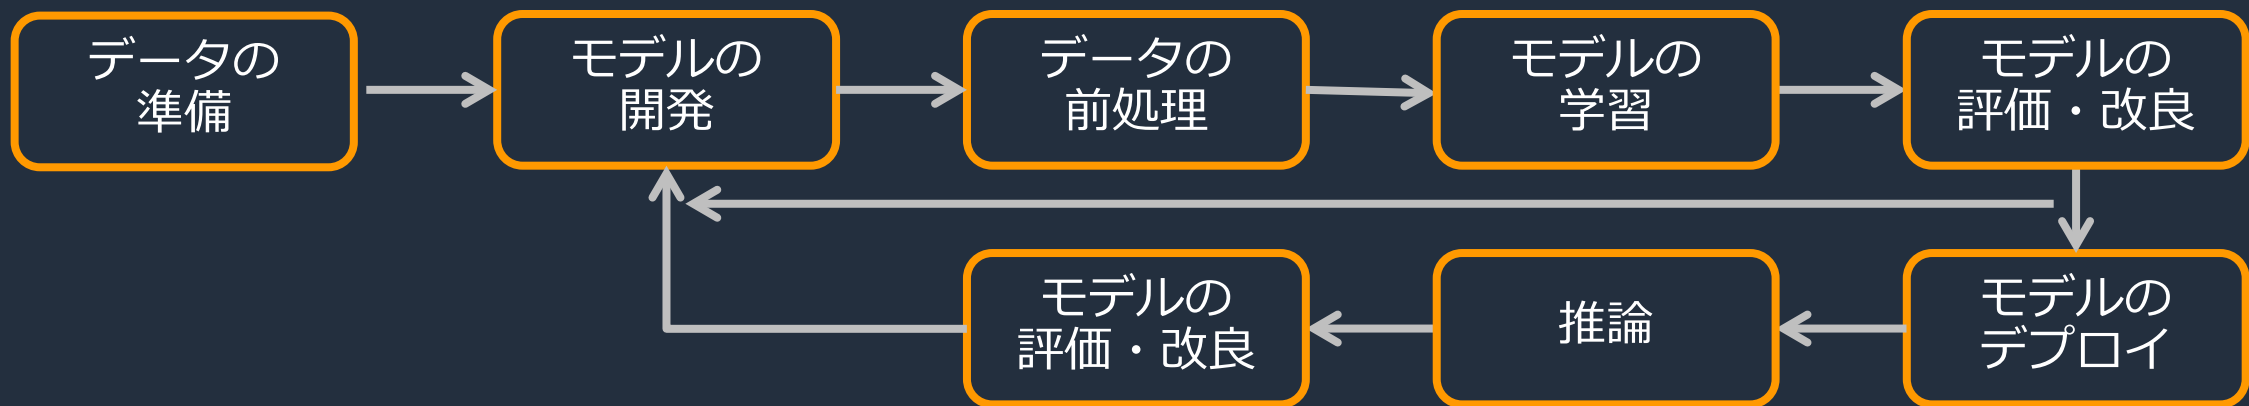 データの
準備
モデルの
開発
データの
前処理
モデルの
学習
モデルの
評価・改良
モデルの
評価・改良
推論
モデルの
デプロイ